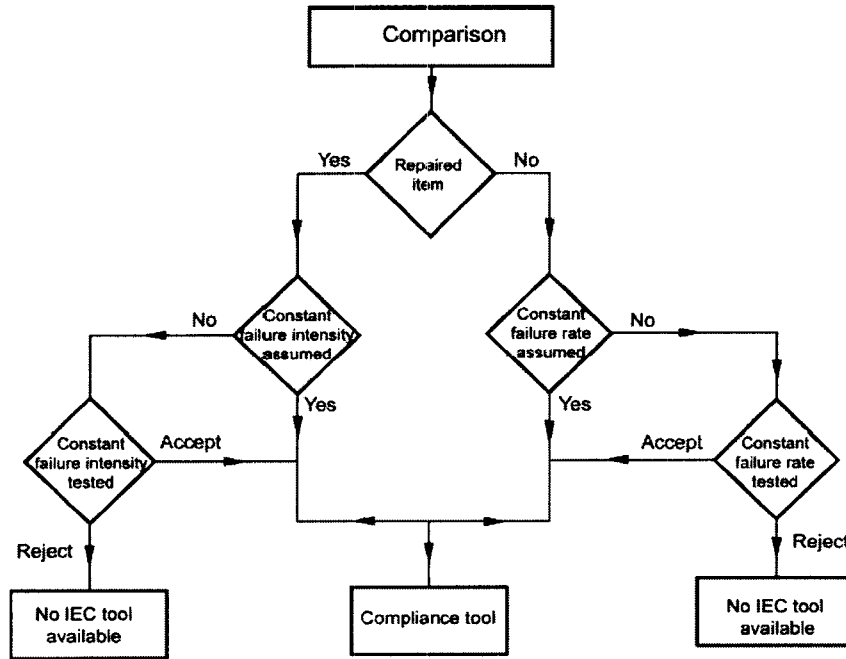 Comparison
Yes
Repaired
item
No
No
Constant
failure intensity
assumed
Constant
failure rate
assumed
No
Yes
Yes
Constant
failure intensity
tested
Accept
Accept
Constant
failure rate
tested
Reject
Reject
No IEC tool
available
Compliance tool
No IEC tool
available